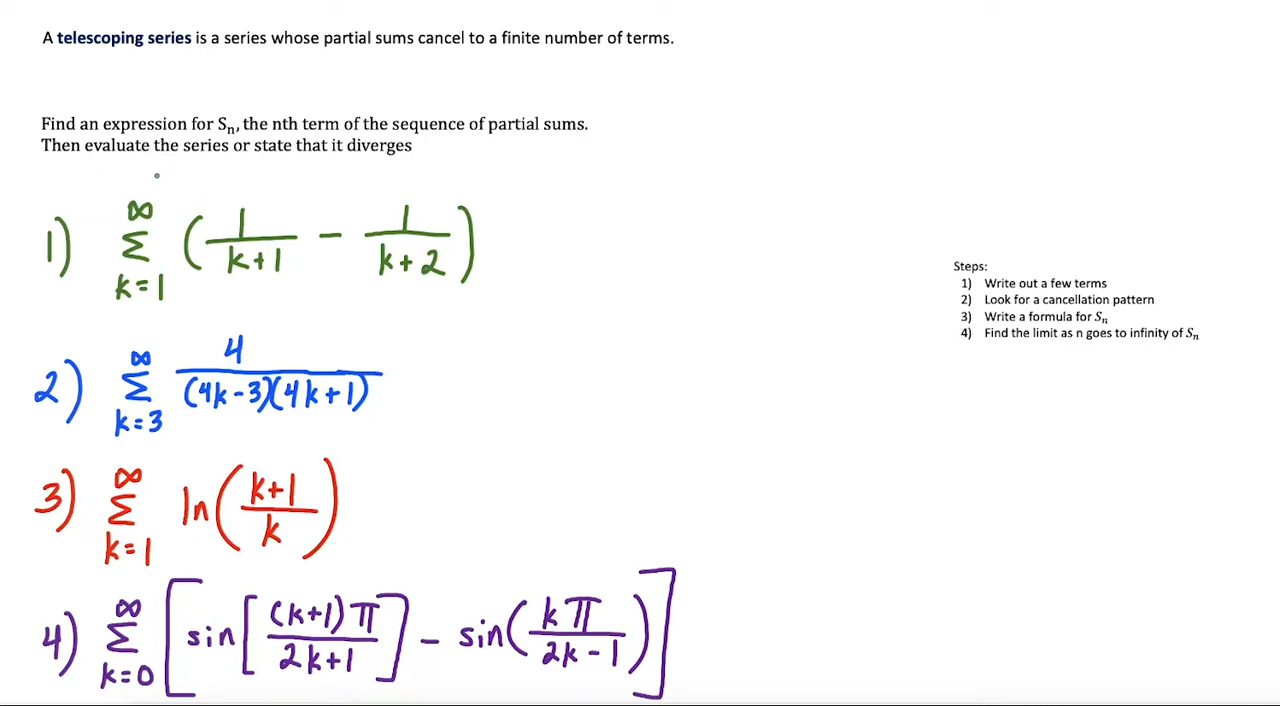 A telescoping series is a series whose partial sums cancel to a finite number of terms.
Find an expression for Sₙ, the nth term of the sequence of partial sums.
Then evaluate the series or state that it diverges
1) ∞ Σ k=1 ( 1/(k+1) − 1/(k+2) )
Steps:
1) Write out a few terms
2) Look for a cancellation pattern
3) Write a formula for Sₙ
4) Find the limit as n goes to infinity of Sₙ
2) ∞ Σ k=3 4/((4k-3)(4k+1))
3) ∞ Σ k=1 ln( (k+1)/k )
4) ∞ Σ k=0 [ sin[ (k+1)π/(2k+1) ] − sin( kπ/(2k-1) ) ]